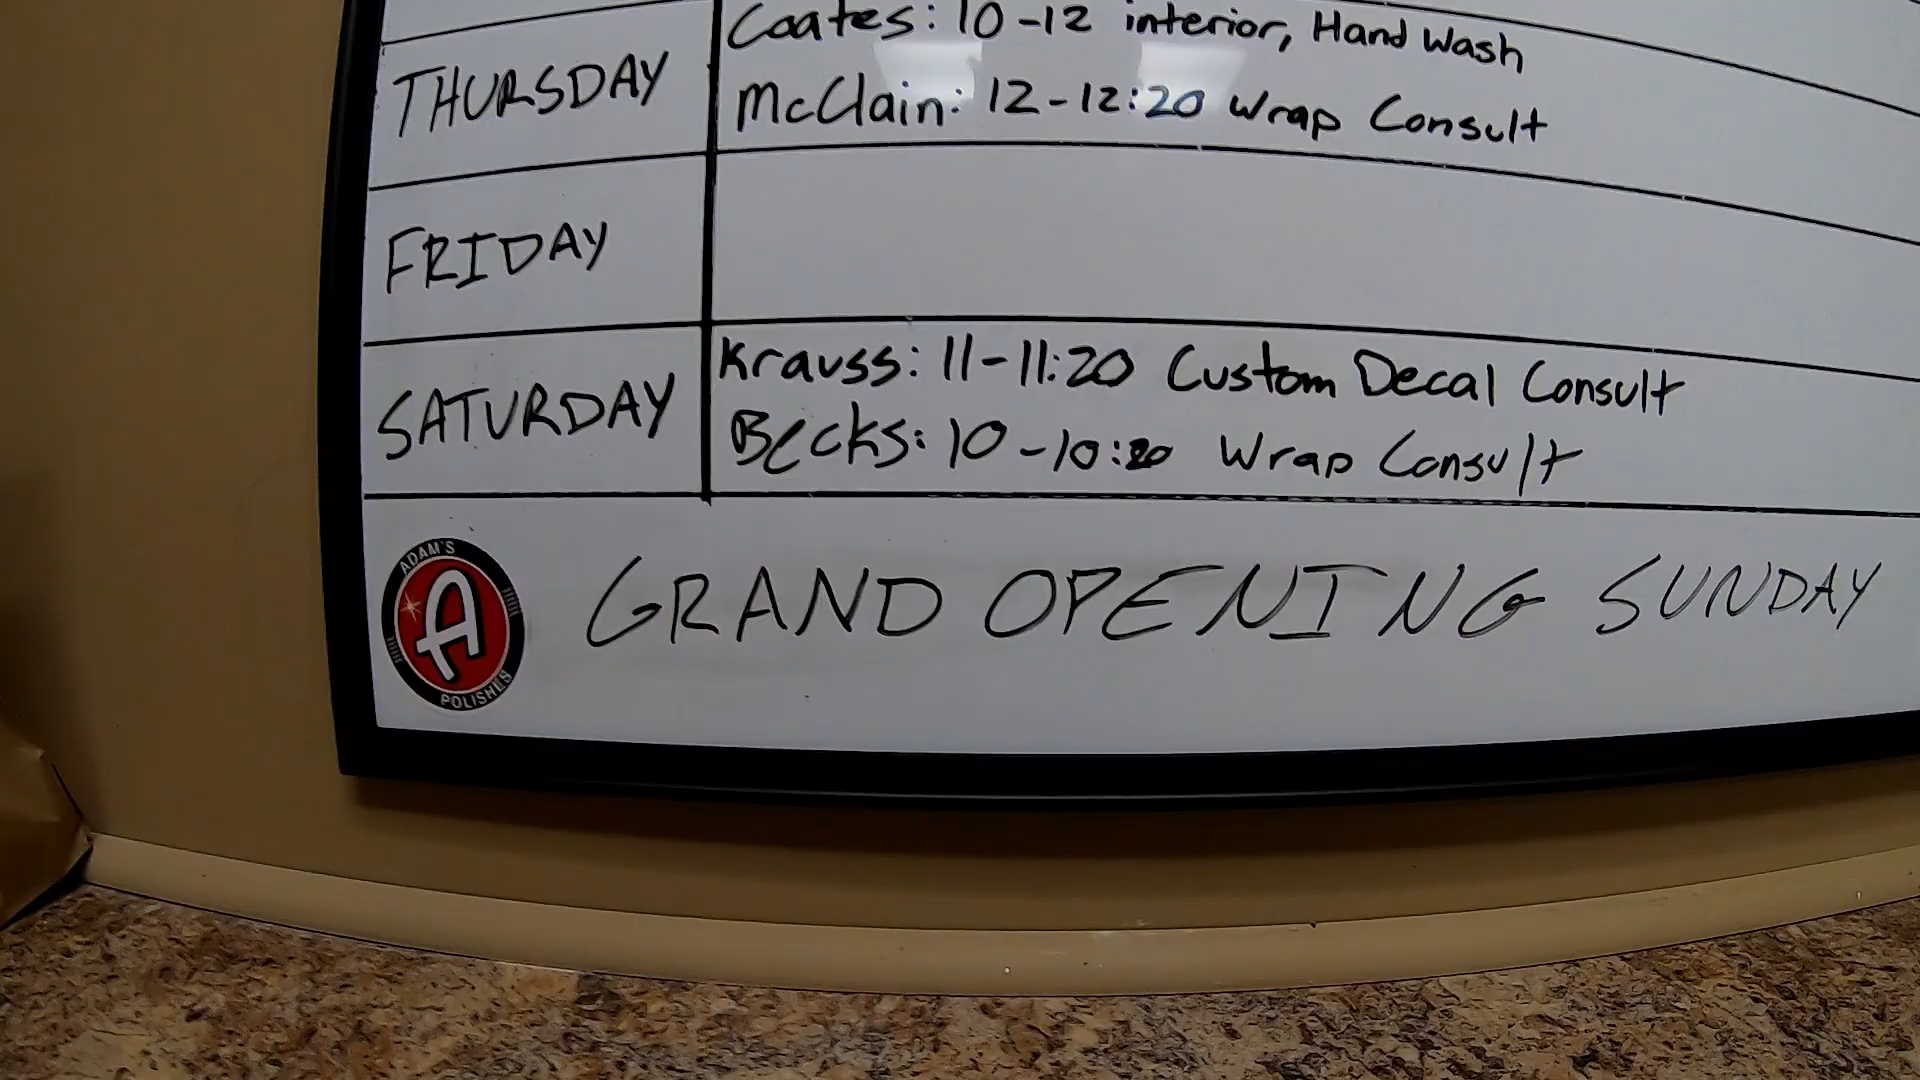 THURSDAY
Coates: 10-12 interior, Hand Wash
McClain: 12-12:20 Wrap Consult
FRIDAY
SATURDAY
Krauss: 11-11:20 Custom Decal Consult
Becks: 10-10:20 Wrap Consult
ADAM'S
A
POLISHES
GRAND OPENING SUNDAY